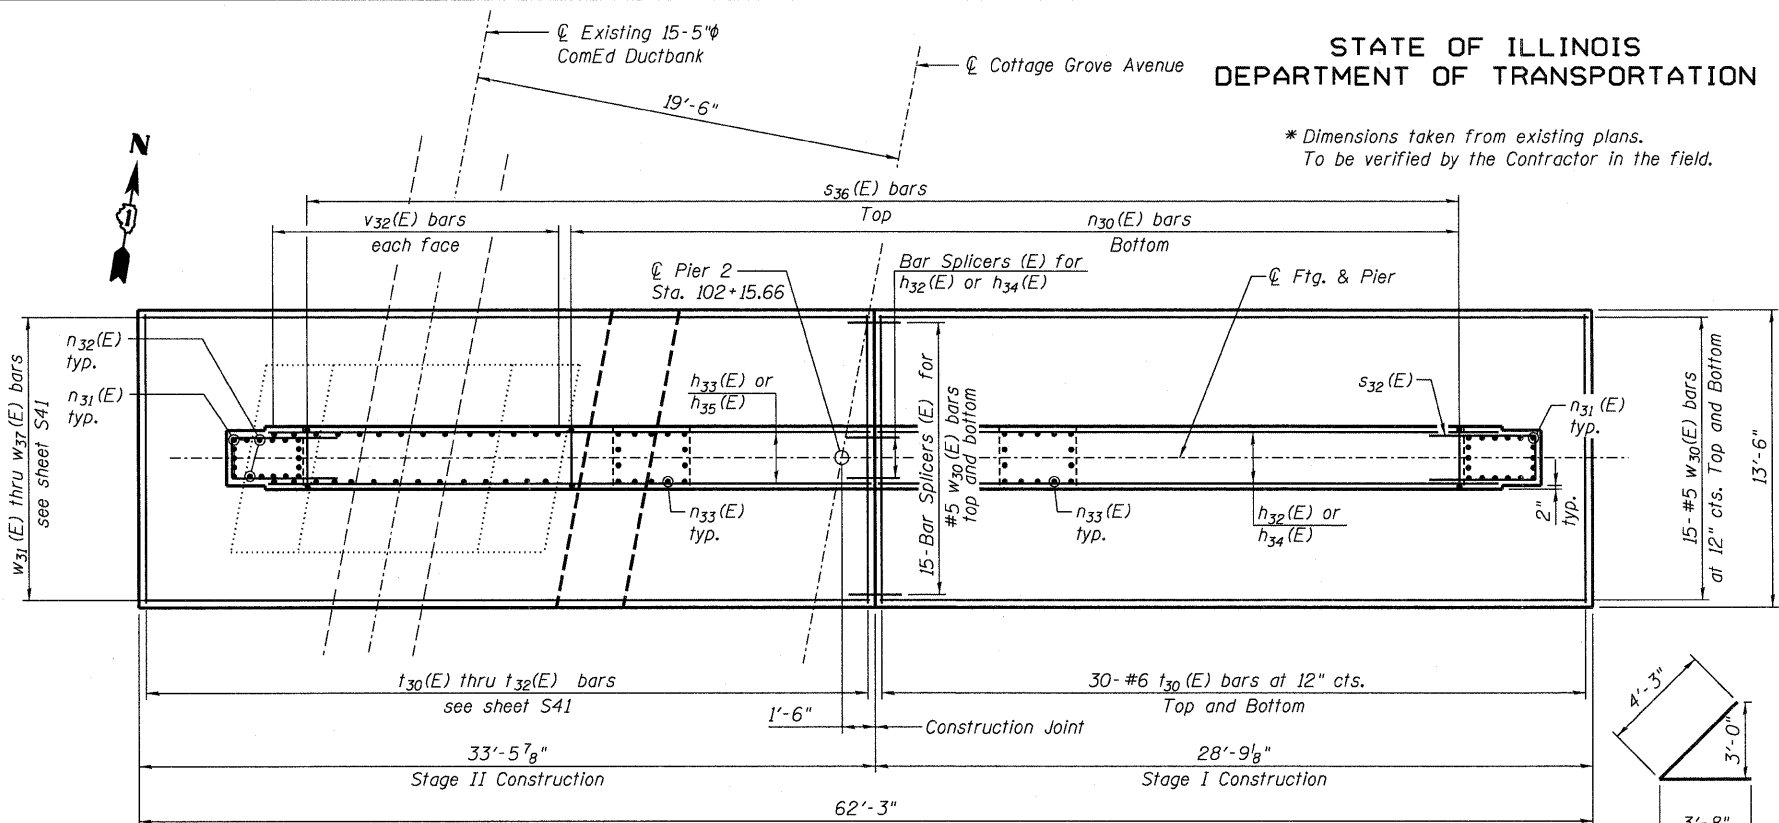 ℄ Existing 15-5"ϕ
ComEd Ductbank
℄ Cottage Grove Avenue
STATE OF ILLINOIS
DEPARTMENT OF TRANSPORTATION
19'-6"
* Dimensions taken from existing plans.
To be verified by the Contractor in the field.
N
1
s36(E) bars
Top
v32(E) bars
each face
n30(E) bars
Bottom
℄ Pier 2
Sta. 102+15.66
Bar Splicers (E) for
h32(E) or h34(E)
℄ Ftg. & Pier
w31(E) thru w37(E) bars
see sheet S41
n32(E)
typ.
n31(E)
typ.
h33(E) or
h35(E)
15-Bar Splicers (E) for
#5 w30(E) bars
top and bottom
s32(E)
n31(E)
typ.
15-#5 w30(E) bars
at 12" cts. Top and Bottom
13'-6"
n33(E)
typ.
n33(E)
typ.
h32(E) or
h34(E)
2"
typ.
t30(E) thru t32(E) bars
see sheet S41
30-#6 t30(E) bars at 12" cts.
Top and Bottom
1'-6"
Construction Joint
33'-5⅞"
Stage II Construction
28'-9⅛"
Stage I Construction
62'-3"
4'-3"
3'-0"
3'-8"